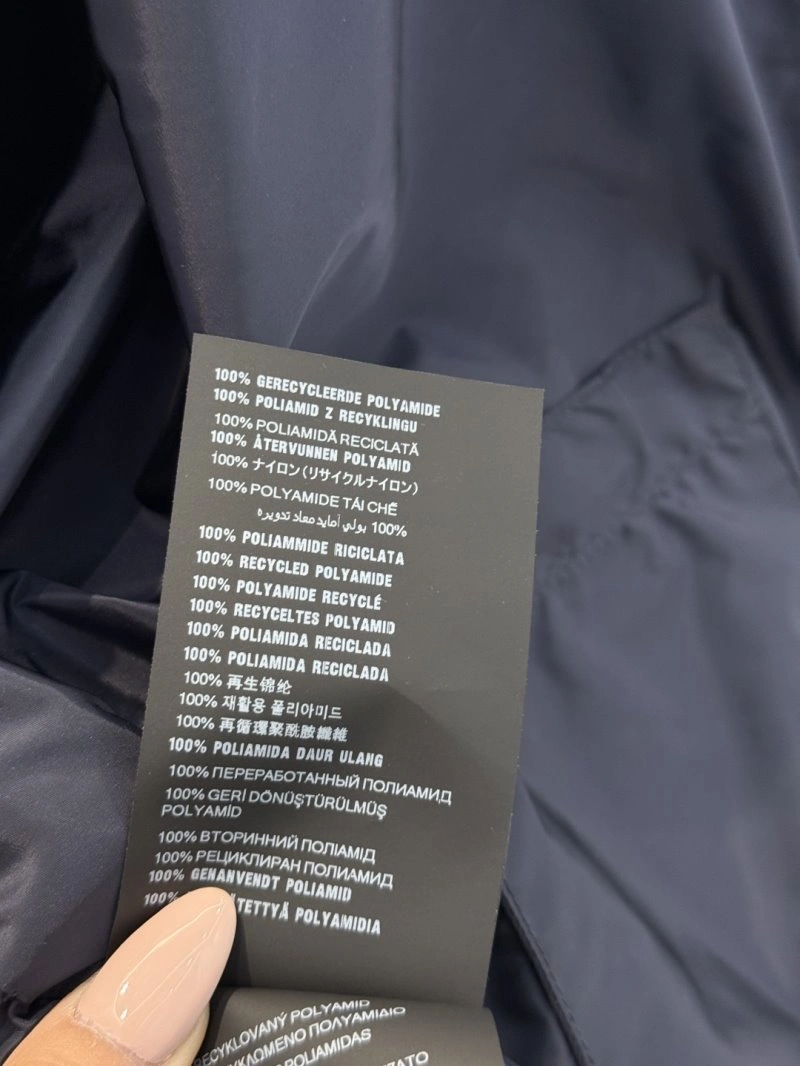 100% GERECYCLEERDE POLYAMIDE
100% POLIAMID Z RECYKLINGU
100% POLIAMIDĂ RECICLATĂ
100% ÅTERVUNNEN POLYAMID
100% ナイロン(リサイクルナイロン)
100% POLYAMIDE TÁI CHẾ
100% بولي أمايد معاد تدويره
100% POLIAMMIDE RICICLATA
100% RECYCLED POLYAMIDE
100% POLYAMIDE RECYCLÉ
100% RECYCELTES POLYAMID
100% POLIAMIDA RECICLADA
100% POLIAMIDA RECICLADA
100% 再生锦纶
100% 재활용 폴리아미드
100% 再循環聚酰胺纖維
100% POLIAMIDA DAUR ULANG
100% ПЕРЕРАБОТАННЫЙ ПОЛИАМИД
100% GERİ DÖNÜŞTÜRÜLMÜŞ
POLYAMİD
100% ВТОРИННИЙ ПОЛІАМІД
100% РЕЦИКЛИРАН ПОЛИАМИД
100% GENANVENDT POLIAMID
100% POLYAMIDIA
POLYAMID
ΠΟΛΥΑΜΙΔΙΟ
POLIAMIDAS